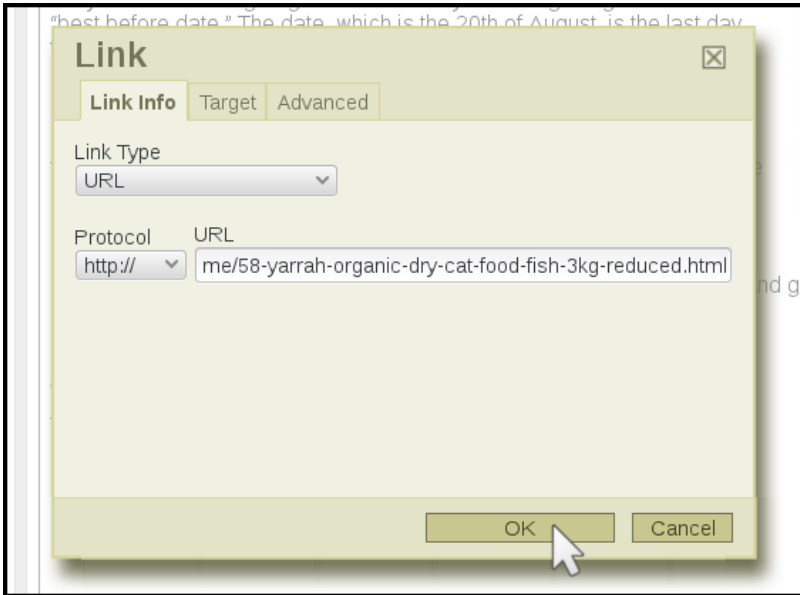 "best before date." The date, which is the 20th of August, is the last day
Link
Link Info Target Advanced
Link Type
URL
Protocol URL
http:// me/58-yarrah-organic-dry-cat-food-fish-3kg-reduced.html
nd g
OK Cancel